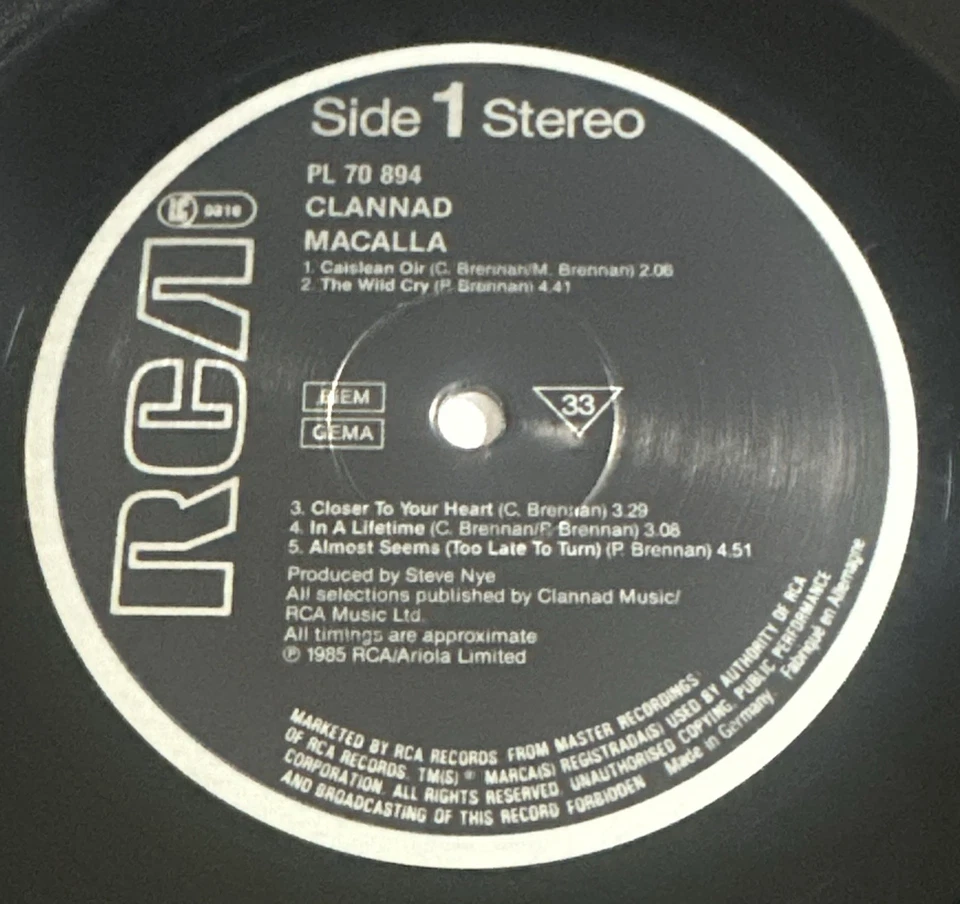 Side 1 Stereo
PL 70 894
CLANNAD
MACALLA
1. Caislean Oir (C. Brennan/M. Brennan) 2.06
2. The Wild Cry (P. Brennan) 4.41
LC 0316
RCA
BIEM
GEMA
33
3. Closer To Your Heart (C. Brennan) 3.29
4. In A Lifetime (C. Brennan/P. Brennan) 3.08
5. Almost Seems (Too Late To Turn) (P. Brennan) 4.51
Produced by Steve Nye
All selections published by Clannad Music/
RCA Music Ltd.
All timings are approximate
℗ 1985 RCA/Ariola Limited
MARKETED BY RCA RECORDS FROM MASTER RECORDINGS
OF RCA RECORDS. TM(S) ® MARCA(S) REGISTRADA(S) USED BY AUTHORITY OF RCA
CORPORATION. ALL RIGHTS RESERVED. UNAUTHORISED COPYING, PUBLIC PERFORMANCE
AND BROADCASTING OF THIS RECORD FORBIDDEN Made in Germany. Fabriqué en Allemagne